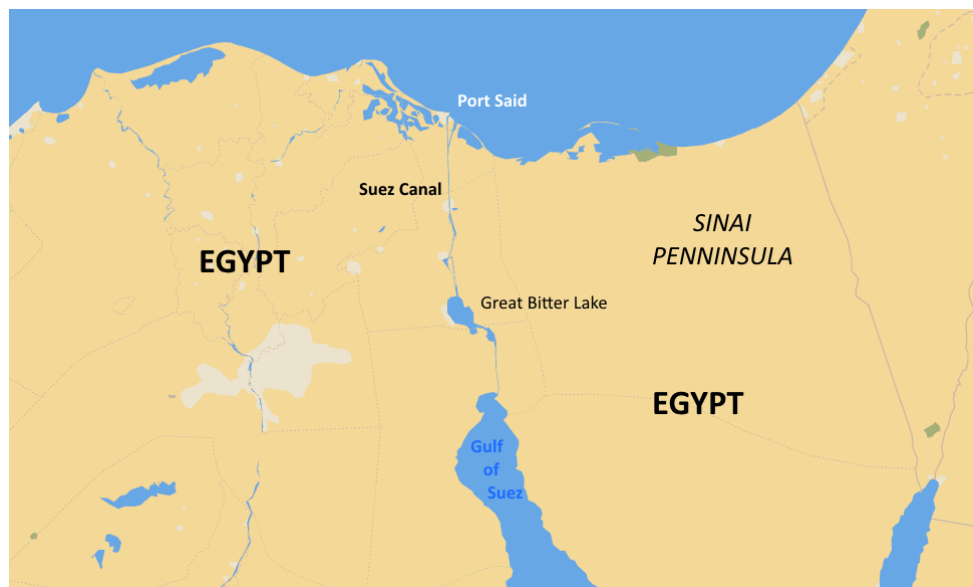 Port Said
Suez Canal
SINAI
PENNINSULA
EGYPT
Great Bitter Lake
EGYPT
Gulf
of
Suez